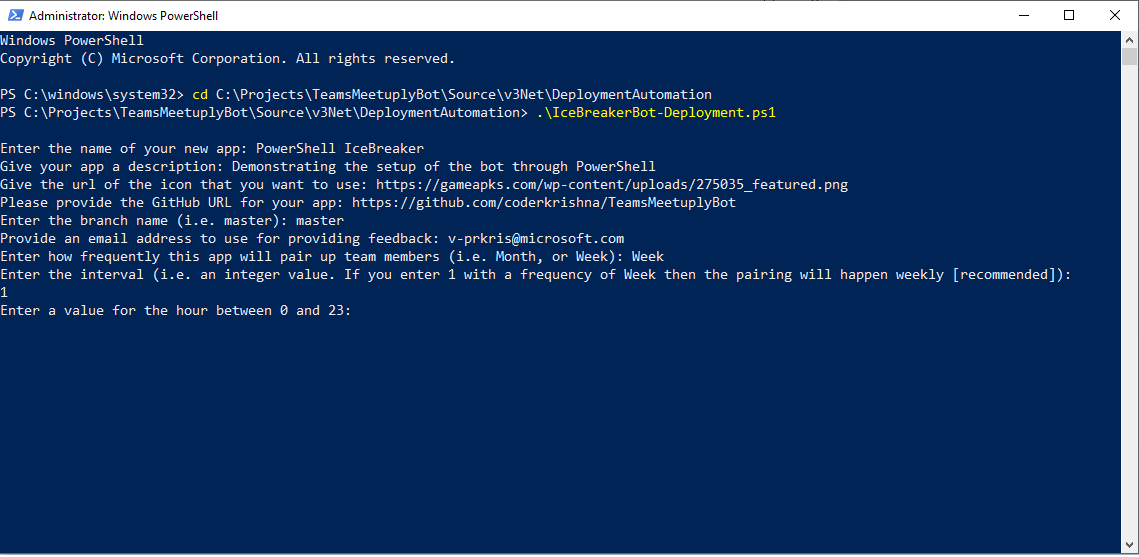 Administrator: Windows PowerShell
Windows PowerShell
Copyright (C) Microsoft Corporation. All rights reserved.
PS C:\windows\system32> cd C:\Projects\TeamsMeetuplyBot\Source\v3Net\DeploymentAutomation
PS C:\Projects\TeamsMeetuplyBot\Source\v3Net\DeploymentAutomation> .\IceBreakerBot-Deployment.ps1
Enter the name of your new app: PowerShell IceBreaker
Give your app a description: Demonstrating the setup of the bot through PowerShell
Give the url of the icon that you want to use: https://gameapks.com/wp-content/uploads/275035_featured.png
Please provide the GitHub URL for your app: https://github.com/coderkrishna/TeamsMeetuplyBot
Enter the branch name (i.e. master): master
Provide an email address to use for providing feedback: v-prkris@microsoft.com
Enter how frequently this app will pair up team members (i.e. Month, or Week): Week
Enter the interval (i.e. an integer value. If you enter 1 with a frequency of Week then the pairing will happen weekly [recommended]):
1
Enter a value for the hour between 0 and 23: